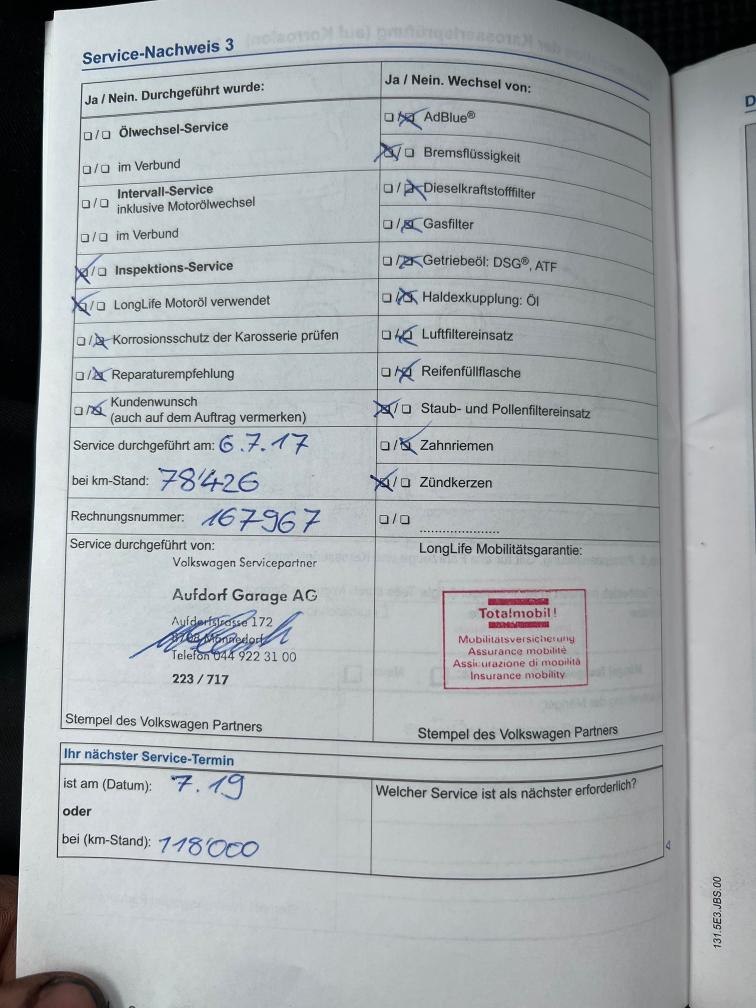 Service-Nachweis 3
Ja / Nein. Durchgeführt wurde:
❏/❏ Ölwechsel-Service
❏/❏ im Verbund
❏/❏ Intervall-Service
inklusive Motorölwechsel
❏/❏ im Verbund
☒/❏ Inspektions-Service
☒/❏ LongLife Motoröl verwendet
❏/☒ Korrosionsschutz der Karosserie prüfen
❏/☒ Reparaturempfehlung
❏/☒ Kundenwunsch
(auch auf dem Auftrag vermerken)
Service durchgeführt am: 6.7.17
bei km-Stand: 78'426
Rechnungsnummer: 167967
Service durchgeführt von:
Volkswagen Servicepartner
Aufdorf Garage AG
Aufdorfstrasse 172
8708 Männedorf
Telefon 044 922 31 00
223 / 717
Stempel des Volkswagen Partners
Ja / Nein. Wechsel von:
❏/☒ AdBlue®
☒/❏ Bremsflüssigkeit
❏/☒ Dieselkraftstofffilter
❏/☒ Gasfilter
❏/☒ Getriebeöl: DSG®, ATF
❏/☒ Haldexkupplung: Öl
❏/☒ Luftfiltereinsatz
❏/☒ Reifenfüllflasche
☒/❏ Staub- und Pollenfiltereinsatz
❏/☒ Zahnriemen
☒/❏ Zündkerzen
❏/❏ ....................
LongLife Mobilitätsgarantie:
Totalmobil!
Mobilitätsversicherung
Assurance mobilité
Assicurazione di mobilità
Insurance mobility
Stempel des Volkswagen Partners
Ihr nächster Service-Termin
ist am (Datum): 7.19
oder
bei (km-Stand): 118'000
Welcher Service ist als nächster erforderlich?
4
131.5E3.JBS.00
D